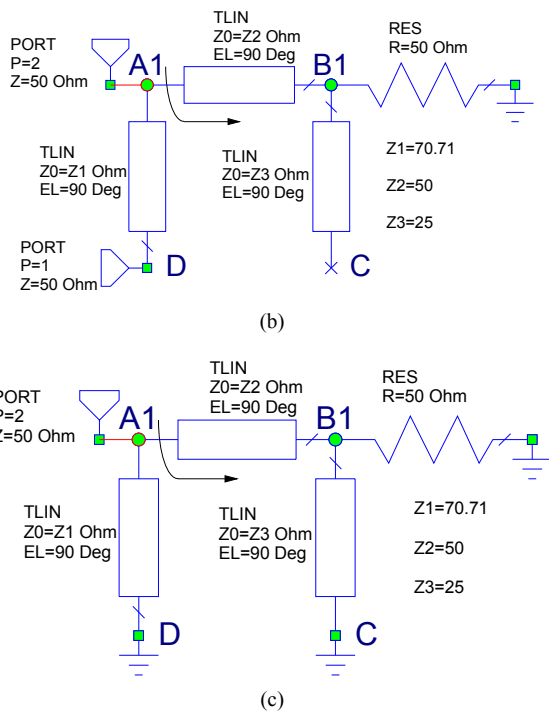 PORT
P=2
Z=50 Ohm
A1
TLIN
Z0=Z2 Ohm
EL=90 Deg
B1
RES
R=50 Ohm
TLIN
Z0=Z1 Ohm
EL=90 Deg
TLIN
Z0=Z3 Ohm
EL=90 Deg
Z1=70.71
Z2=50
Z3=25
PORT
P=1
Z=50 Ohm
D
C
(b)
PORT
P=2
Z=50 Ohm
A1
TLIN
Z0=Z2 Ohm
EL=90 Deg
B1
RES
R=50 Ohm
TLIN
Z0=Z1 Ohm
EL=90 Deg
TLIN
Z0=Z3 Ohm
EL=90 Deg
Z1=70.71
Z2=50
Z3=25
D
C
(c)